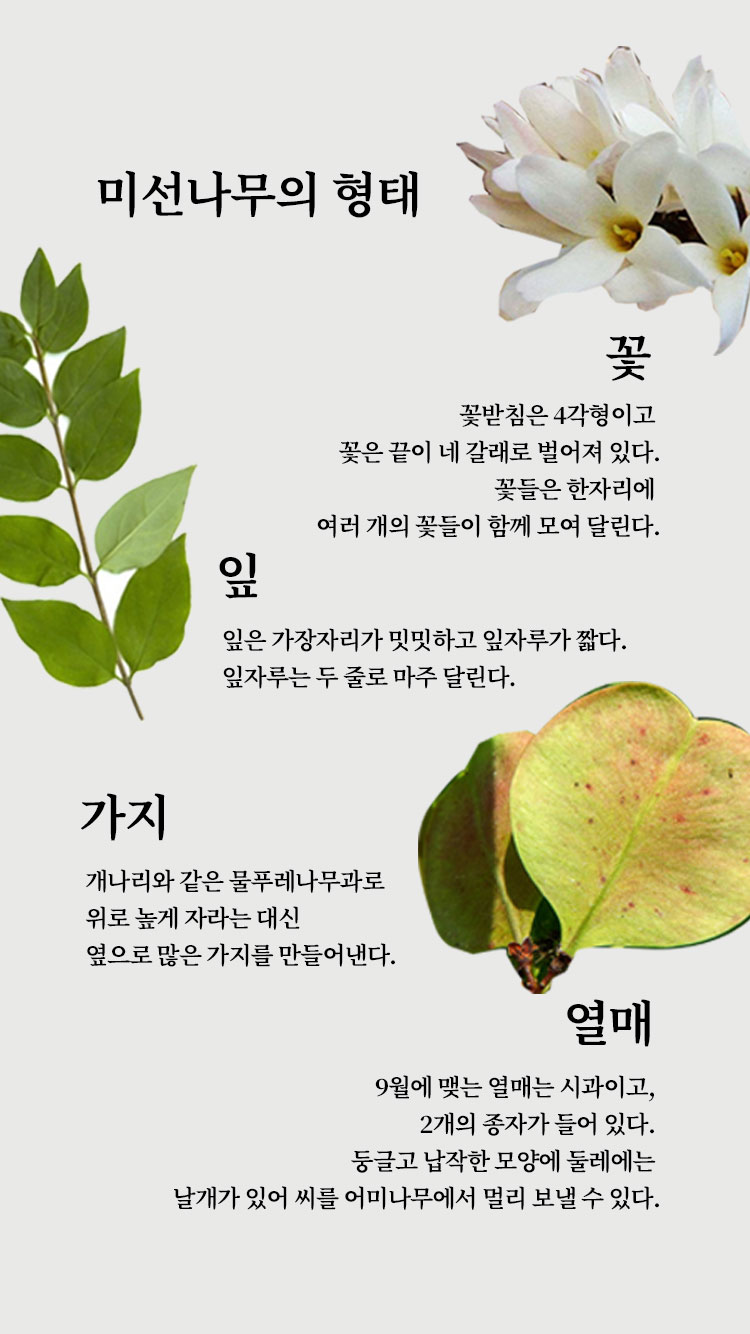 미선나무의 형태
꽃
꽃받침은 4각형이고
꽃은 끝이 네 갈래로 벌어져 있다.
꽃들은 한자리에
여러 개의 꽃들이 함께 모여 달린다.
잎
잎은 가장자리가 밋밋하고 잎자루가 짧다.
잎자루는 두 줄로 마주 달린다.
가지
개나리와 같은 물푸레나무과로
위로 높게 자라는 대신
옆으로 많은 가지를 만들어낸다.
열매
9월에 맺는 열매는 시과이고,
2개의 종자가 들어 있다.
둥글고 납작한 모양에 둘레에는
날개가 있어 씨를 어미나무에서 멀리 보낼 수 있다.